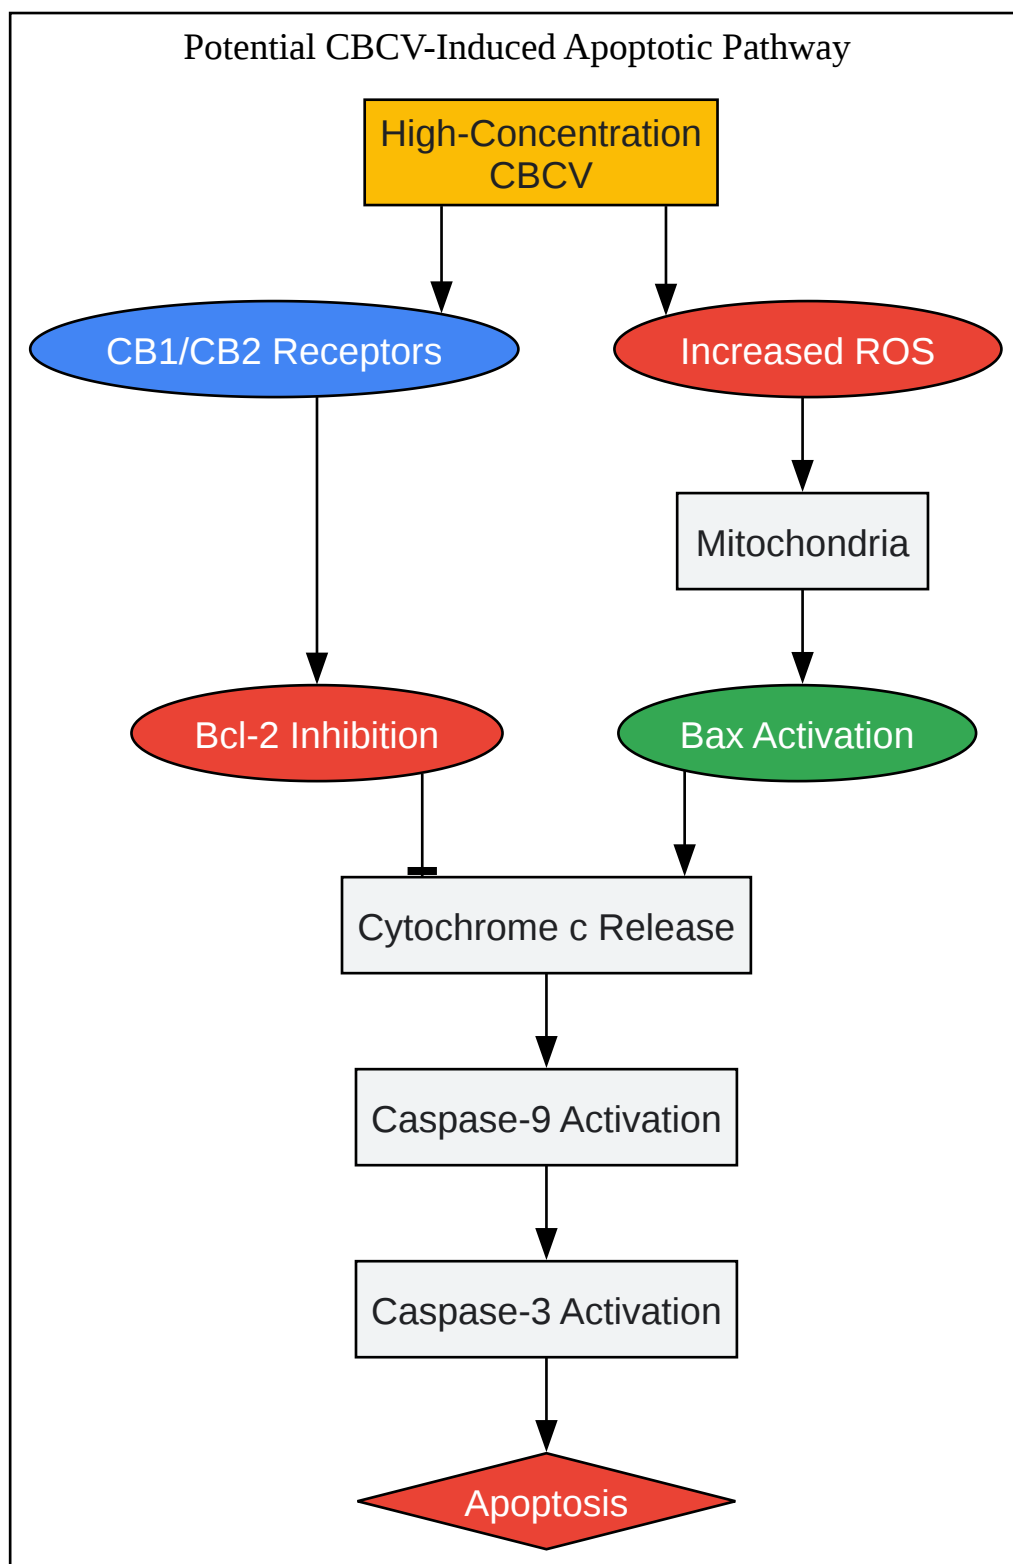 Potential CBCV-Induced Apoptotic Pathway
High-Concentration
CBCV
CB1/CB2 Receptors
Increased ROS
Mitochondria
Bcl-2 Inhibition
Bax Activation
Cytochrome c Release
Caspase-9 Activation
Caspase-3 Activation
Apoptosis